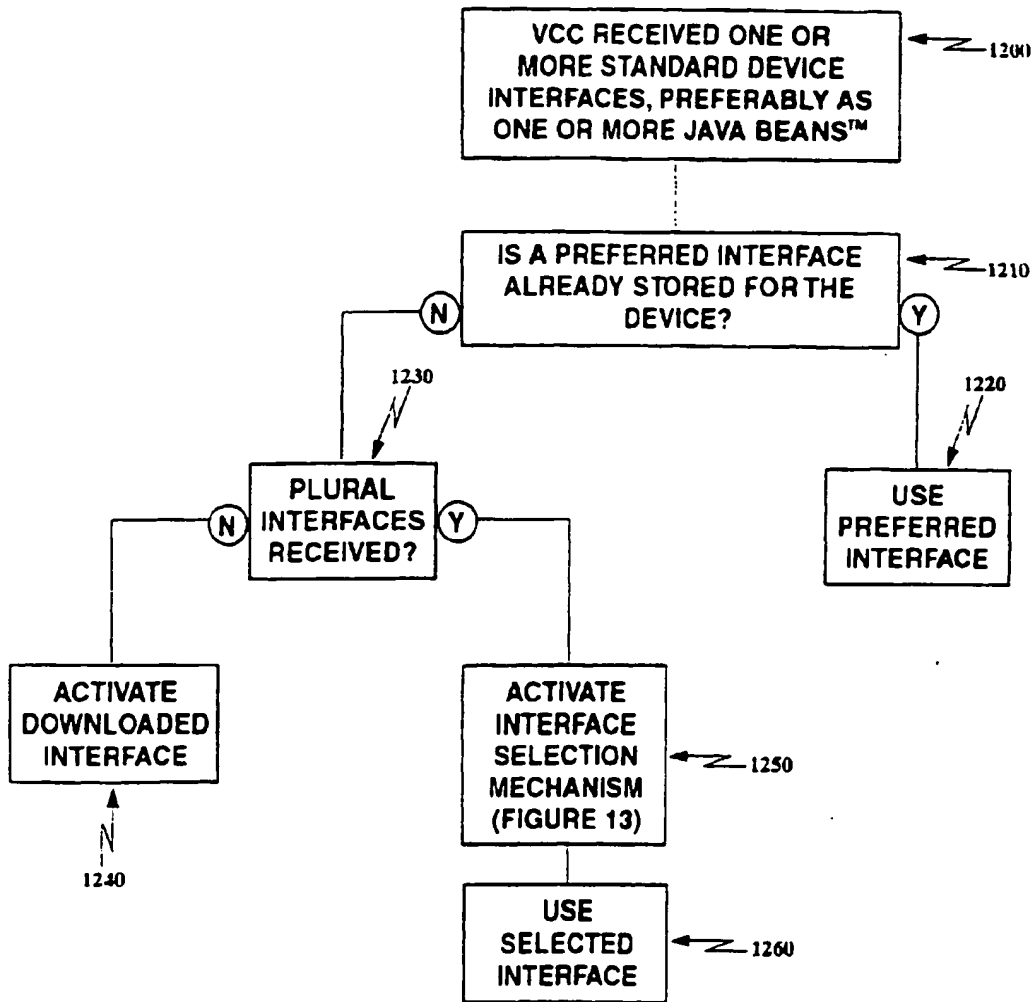 VCC RECEIVED ONE OR
MORE STANDARD DEVICE
INTERFACES, PREFERABLY AS
ONE OR MORE JAVA BEANS™
1200
IS A PREFERRED INTERFACE
ALREADY STORED FOR THE
DEVICE?
1210
N
Y
1230
1220
PLURAL
INTERFACES
RECEIVED?
N
Y
USE
PREFERRED
INTERFACE
ACTIVATE
DOWNLOADED
INTERFACE
1240
ACTIVATE
INTERFACE
SELECTION
MECHANISM
(FIGURE 13)
1250
USE
SELECTED
INTERFACE
1260